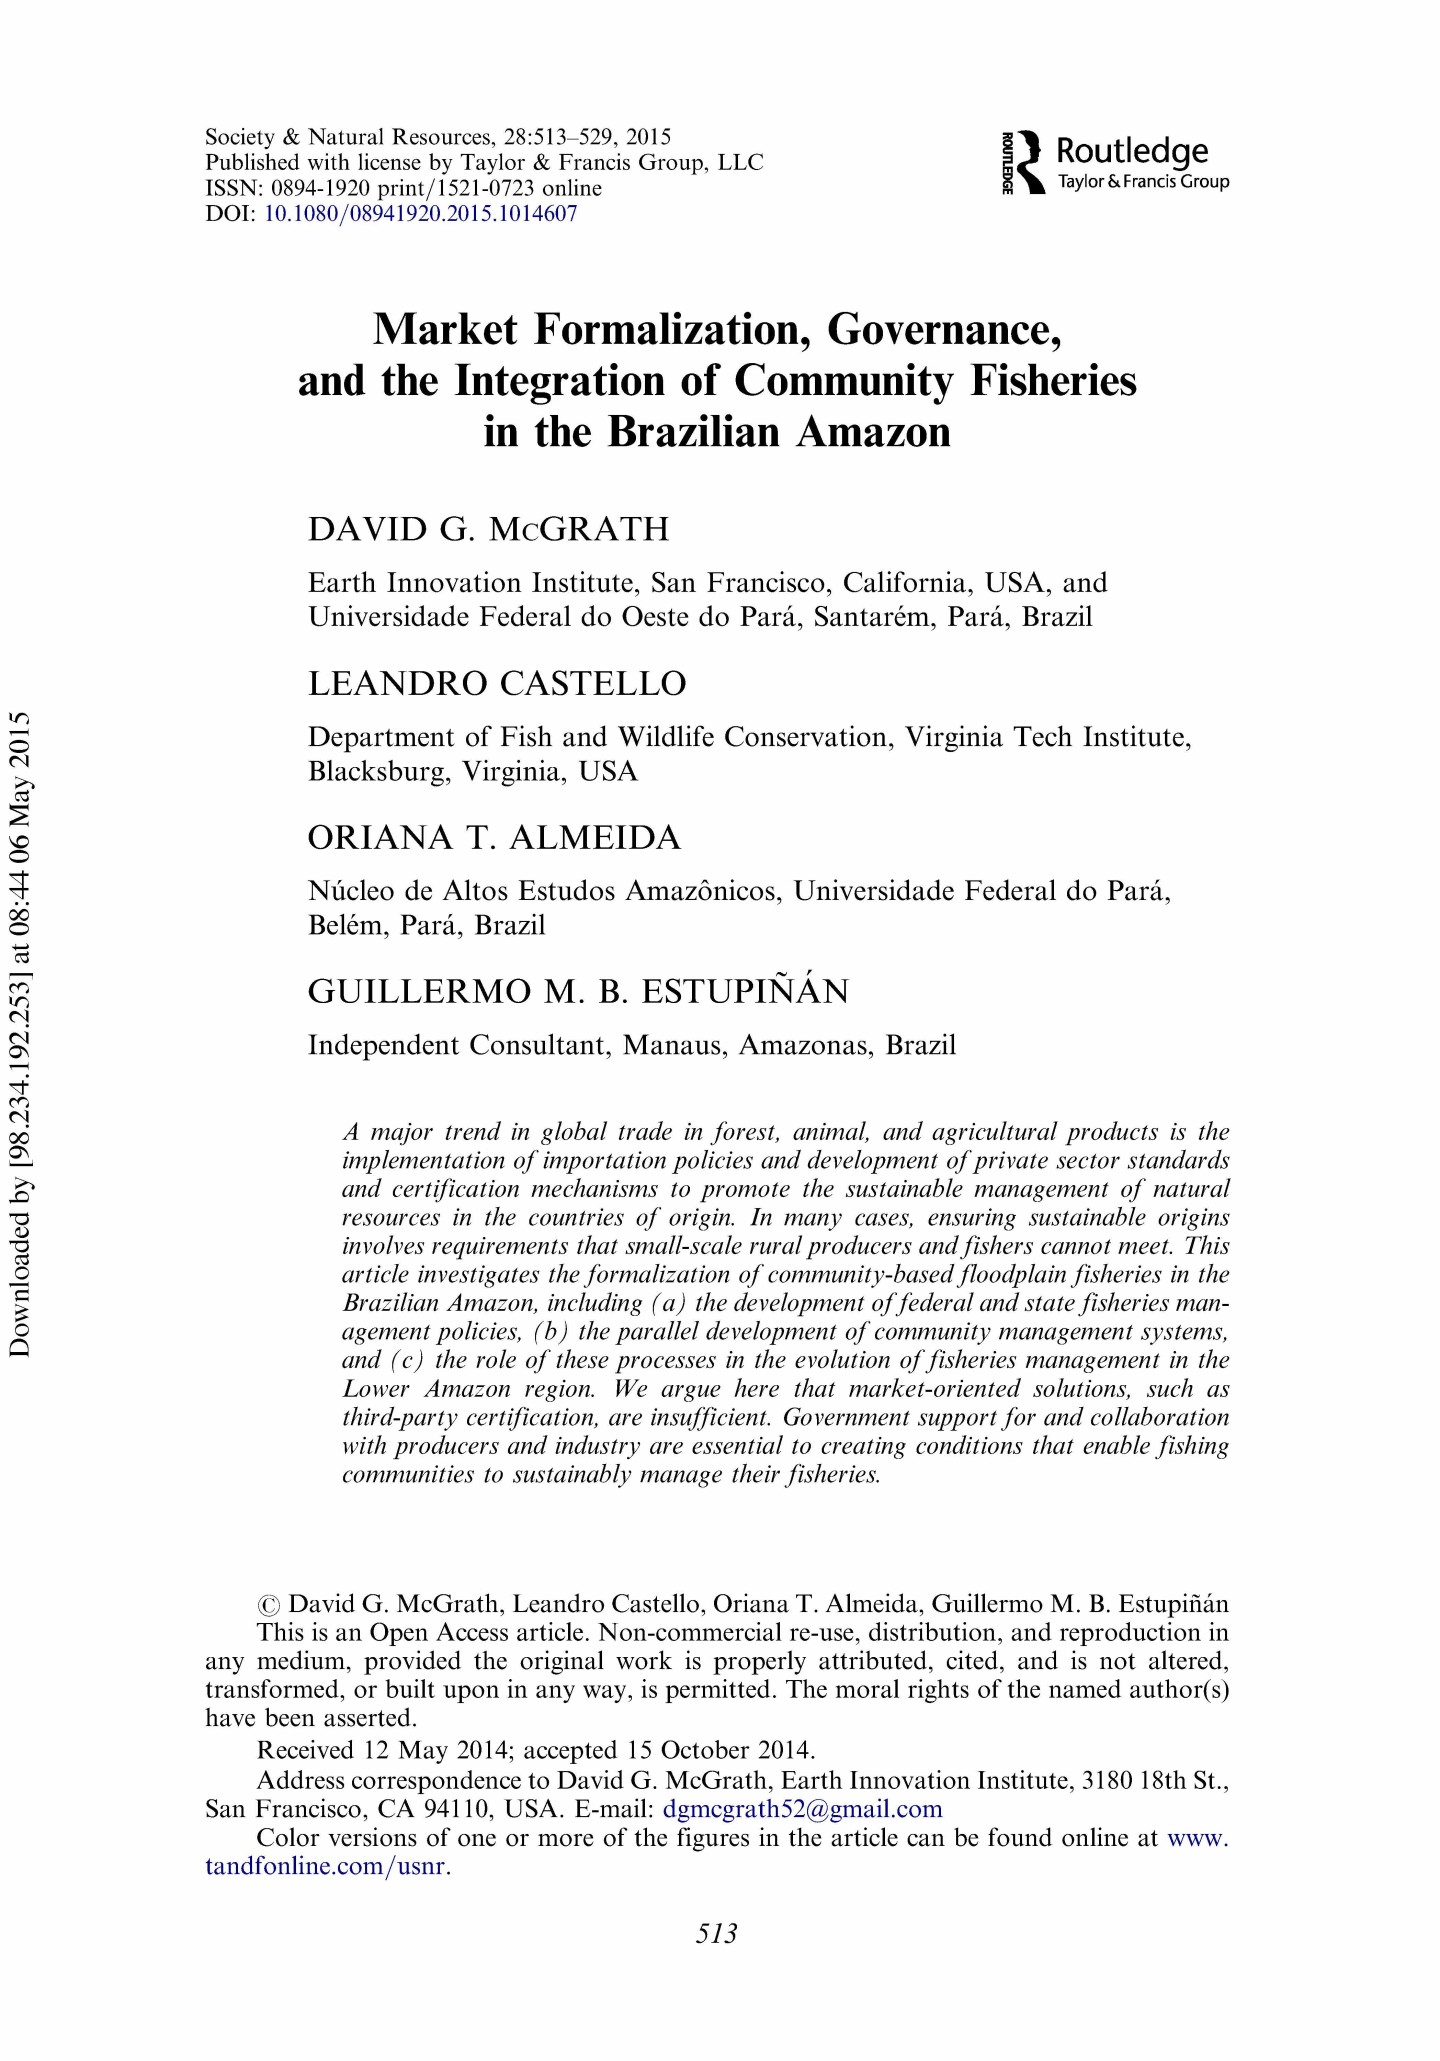 Society & Natural Resources, 28:513–529, 2015
Published with license by Taylor & Francis Group, LLC
ISSN: 0894-1920 print/1521-0723 online
DOI: 10.1080/08941920.2015.1014607
ROUTLEDGE
Routledge
Taylor & Francis Group
Market Formalization, Governance,
and the Integration of Community Fisheries
in the Brazilian Amazon
DAVID G. McGRATH
Earth Innovation Institute, San Francisco, California, USA, and
Universidade Federal do Oeste do Pará, Santarém, Pará, Brazil
LEANDRO CASTELLO
Department of Fish and Wildlife Conservation, Virginia Tech Institute,
Blacksburg, Virginia, USA
ORIANA T. ALMEIDA
Núcleo de Altos Estudos Amazônicos, Universidade Federal do Pará,
Belém, Pará, Brazil
GUILLERMO M. B. ESTUPIÑÁN
Independent Consultant, Manaus, Amazonas, Brazil
A major trend in global trade in forest, animal, and agricultural products is the
implementation of importation policies and development of private sector standards
and certification mechanisms to promote the sustainable management of natural
resources in the countries of origin. In many cases, ensuring sustainable origins
involves requirements that small-scale rural producers and fishers cannot meet. This
article investigates the formalization of community-based floodplain fisheries in the
Brazilian Amazon, including (a) the development of federal and state fisheries man-
agement policies, (b) the parallel development of community management systems,
and (c) the role of these processes in the evolution of fisheries management in the
Lower Amazon region. We argue here that market-oriented solutions, such as
third-party certification, are insufficient. Government support for and collaboration
with producers and industry are essential to creating conditions that enable fishing
communities to sustainably manage their fisheries.
© David G. McGrath, Leandro Castello, Oriana T. Almeida, Guillermo M. B. Estupiñán
This is an Open Access article. Non-commercial re-use, distribution, and reproduction in
any medium, provided the original work is properly attributed, cited, and is not altered,
transformed, or built upon in any way, is permitted. The moral rights of the named author(s)
have been asserted.
Received 12 May 2014; accepted 15 October 2014.
Address correspondence to David G. McGrath, Earth Innovation Institute, 3180 18th St.,
San Francisco, CA 94110, USA. E-mail: dgmcgrath52@gmail.com
Color versions of one or more of the figures in the article can be found online at www.
tandfonline.com/usnr.
513
Downloaded by [98.234.192.253] at 08:44 06 May 2015